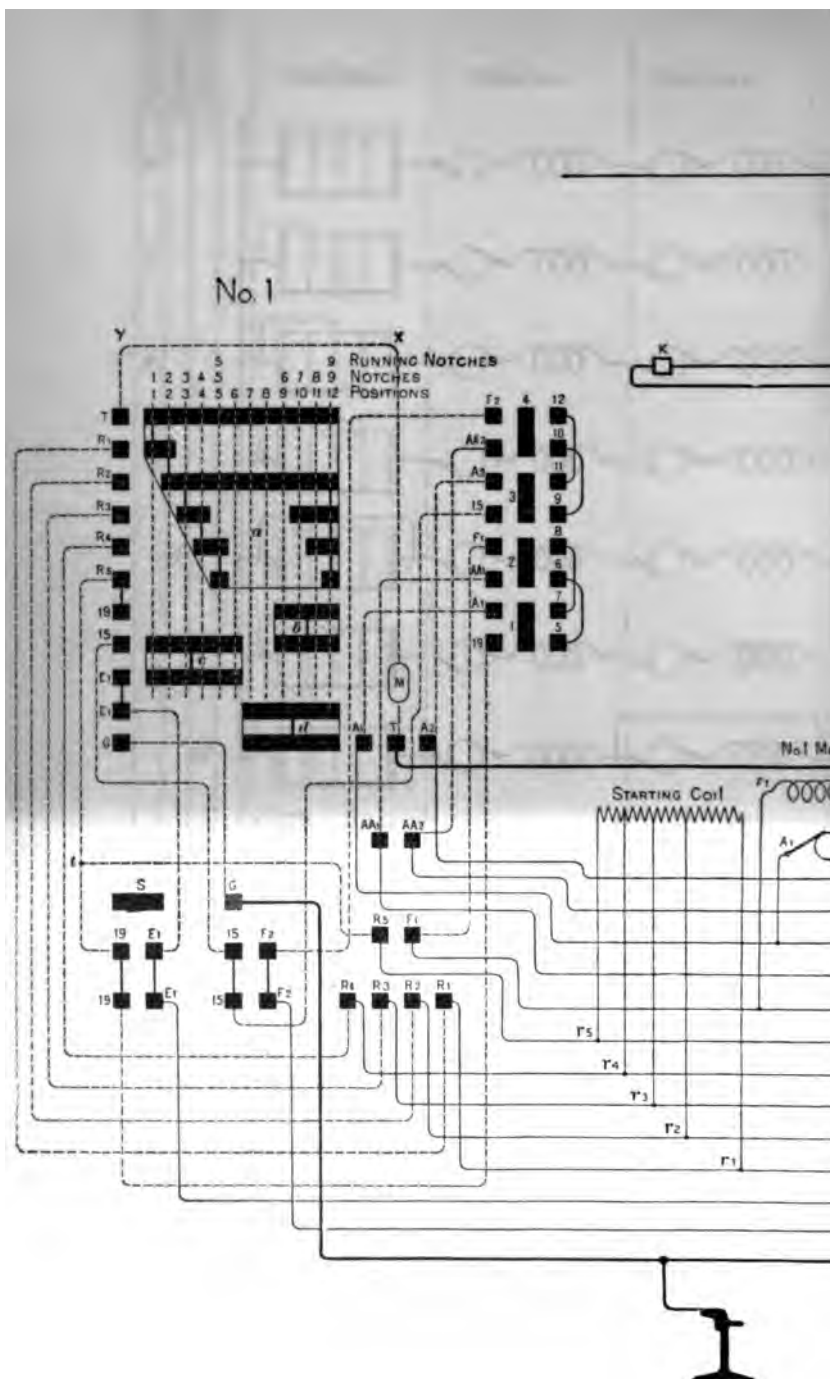 No. 1
Y X
K
5 9 RUNNING NOTCHES
1 2 3 4 5 6 7 8 9 NOTCHES
1 2 3 4 5 6 7 8 9 10 11 12 POSITIONS
F2 4 12
T
AA2 10
R1
A2 11
R2
3
15 9
R3
a
F1 8
R4
2
AA1 6
R5
A1 7
19
b
1
15
19 5
c
E1
M
E1
d
G
A1 T A2
No1 M
STARTING COIL
F1
AA1 AA2
A1
t
S G
R5 F1
19 E1 15 F2
R4 R3 R2 R1
19 E1 15 F2
r5
r4
r3
r2
r1